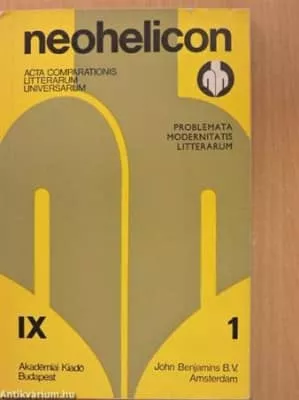 neohelicon
ACTA COMPARATIONIS
LITTERARUM
UNIVERSARUM
PROBLEMATA
MODERNITATIS
LITTERARUM
IX
1
Akadémiai Kiadó
Budapest
John Benjamins B.V.
Amsterdam
Antikvarium.hu